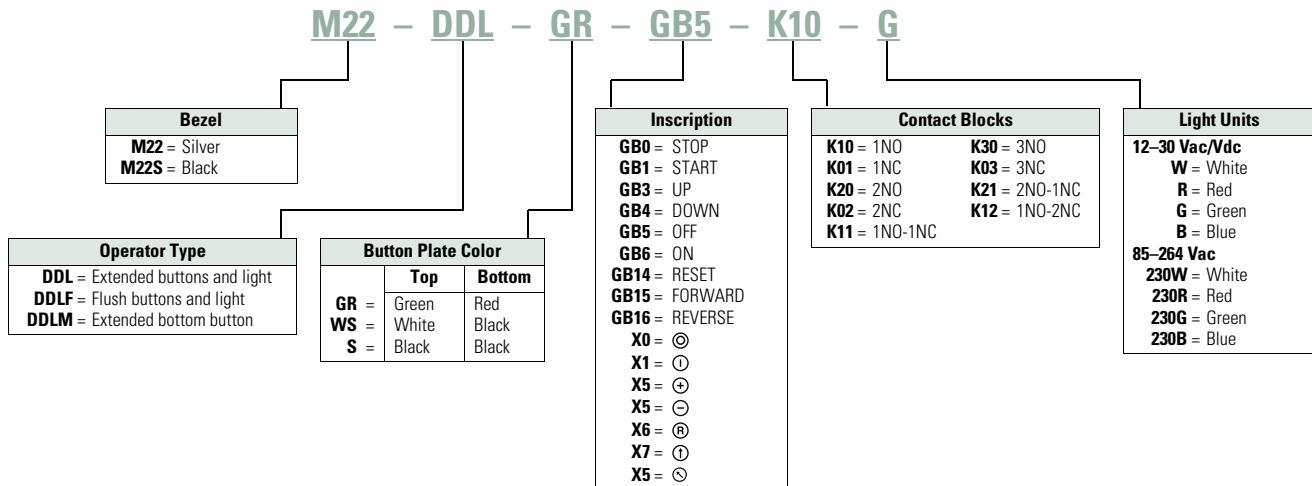 M22 – DDL – GR – GB5 – K10 – G
Bezel
M22 = Silver
M22S = Black
Operator Type
DDL = Extended buttons and light
DDLF = Flush buttons and light
DDLM = Extended bottom button
Button Plate Color
Top Bottom
GR = Green Red
WS = White Black
S = Black Black
Inscription
GB0 = STOP
GB1 = START
GB3 = UP
GB4 = DOWN
GB5 = OFF
GB6 = ON
GB14 = RESET
GB15 = FORWARD
GB16 = REVERSE
X0 = ◎
X1 = ⏼
X5 = ⊕
X5 = ⊖
X6 = ®
X7 = ⓛ
X5 = ⦸
Contact Blocks
K10 = 1NO K30 = 3NO
K01 = 1NC K03 = 3NC
K20 = 2NO K21 = 2NO-1NC
K02 = 2NC K12 = 1NO-2NC
K11 = 1NO-1NC
Light Units
12–30 Vac/Vdc
W = White
R = Red
G = Green
B = Blue
85–264 Vac
230W = White
230R = Red
230G = Green
230B = Blue